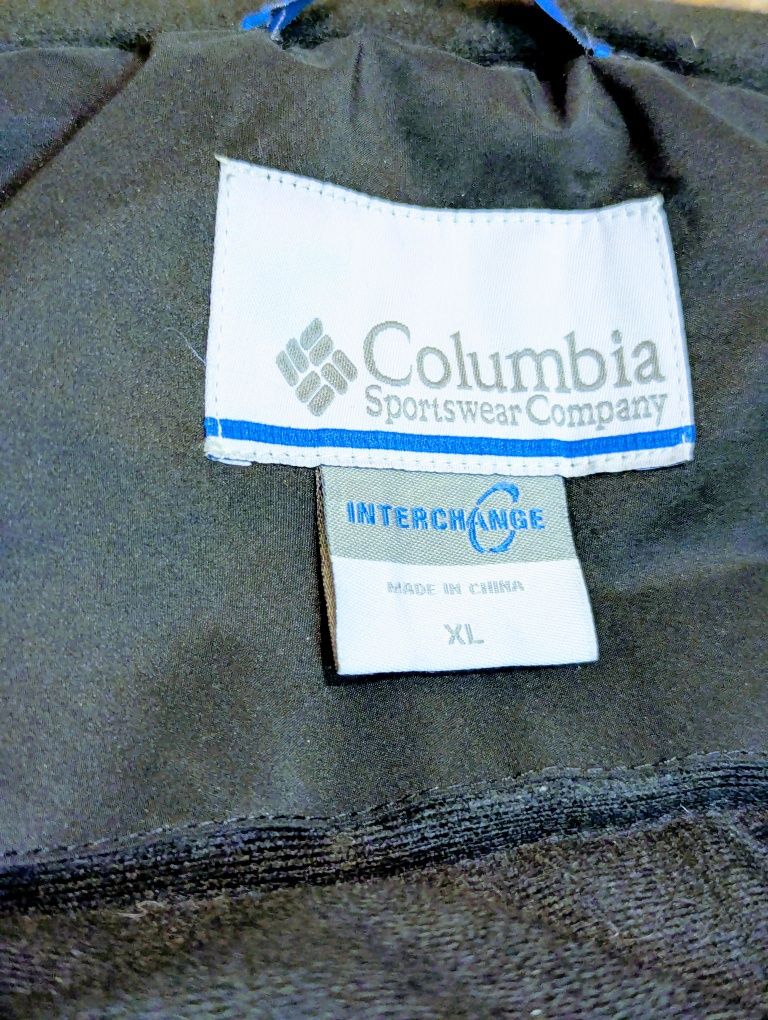 Columbia
Sportswear Company
INTERCHANGE
MADE IN CHINA
XL